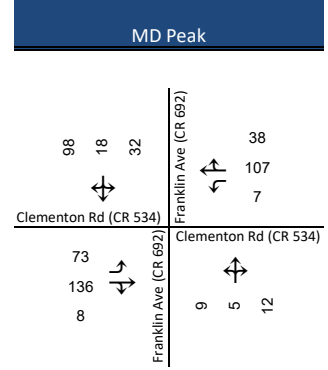 MD Peak
98 18 32
Franklin Ave (CR 692)
38
107
7
Clementon Rd (CR 534)
Clementon Rd (CR 534)
73
136
8
Franklin Ave (CR 692)
9 5 12